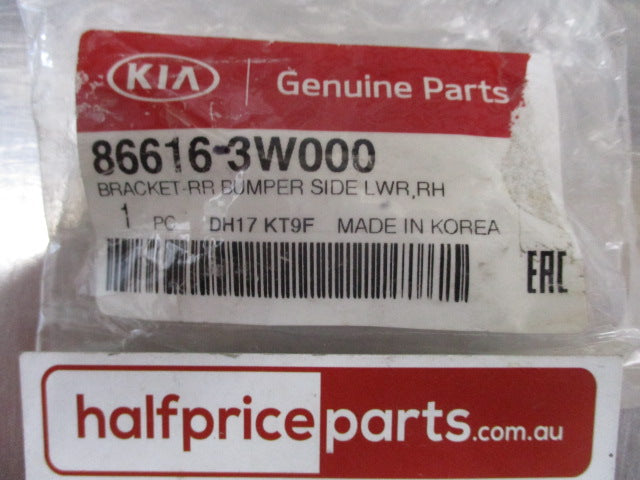 KIA Genuine Parts
86616-3W000
BRACKET-RR BUMPER SIDE LWR,RH
1 PC DH17 KT9F MADE IN KOREA
EAC
halfpriceparts.com.au